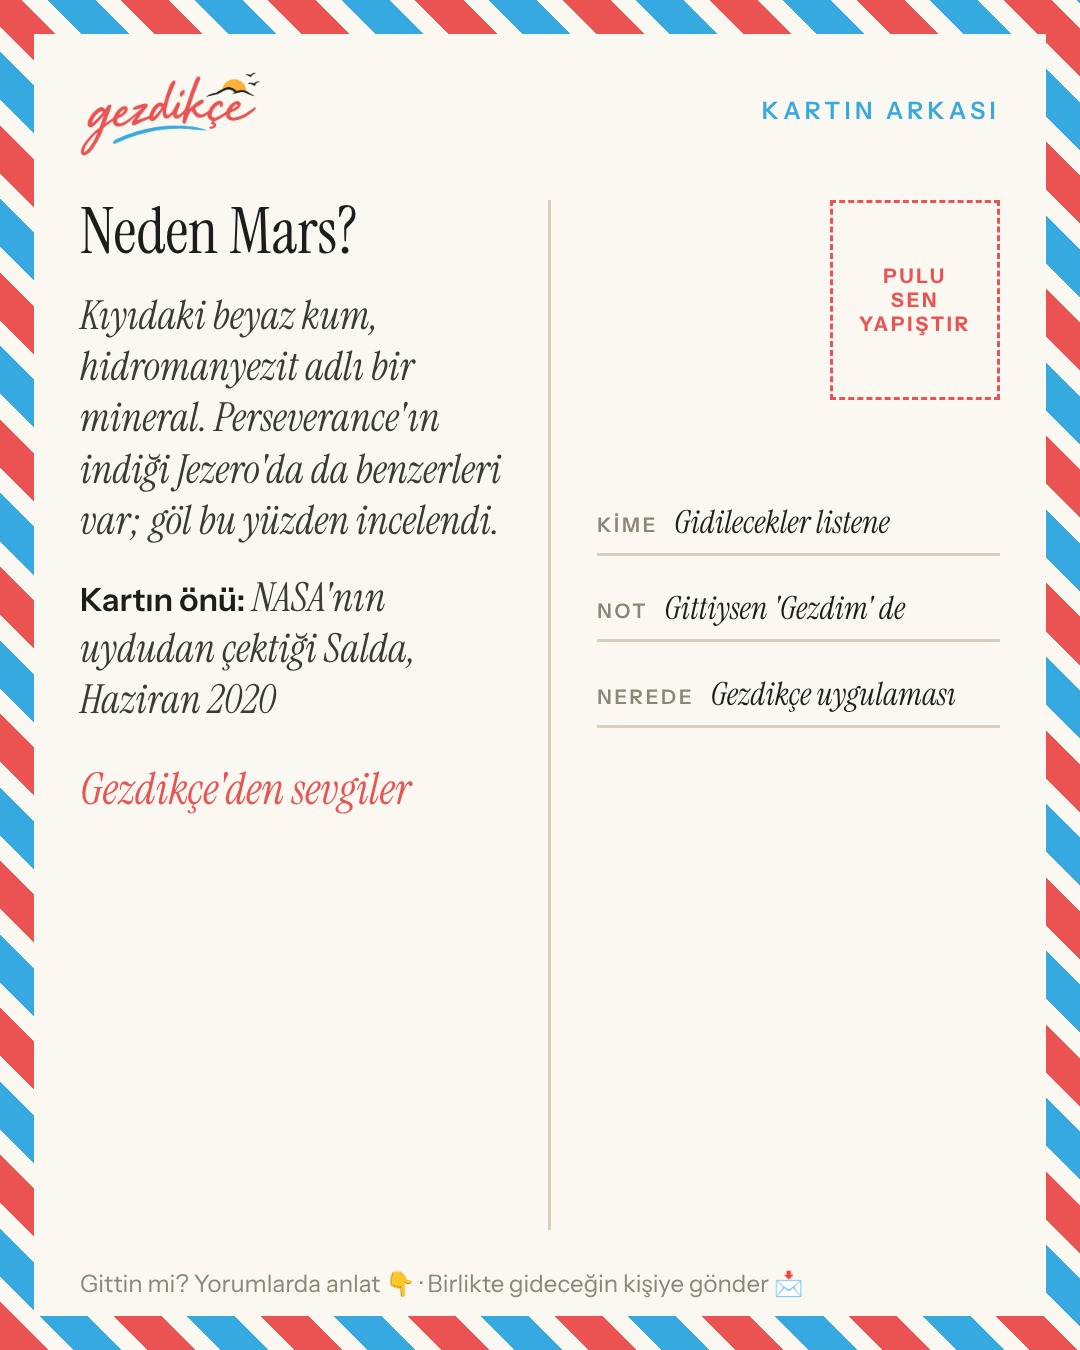 gezdikçe
KARTIN ARKASI
Neden Mars?
Kıyıdaki beyaz kum,
hidromanyezit adlı bir
mineral. Perseverance'ın
indiği Jezero'da da benzerleri
var; göl bu yüzden incelendi.
Kartın önü: NASA'nın
uydudan çektiği Salda,
Haziran 2020
Gezdikçe'den sevgiler
PULU
SEN
YAPIŞTIR
KİME Gidilecekler listene
NOT Gittiysen 'Gezdim' de
NEREDE Gezdikçe uygulaması
Gittin mi? Yorumlarda anlat 👇 · Birlikte gideceğin kişiye gönder 📩